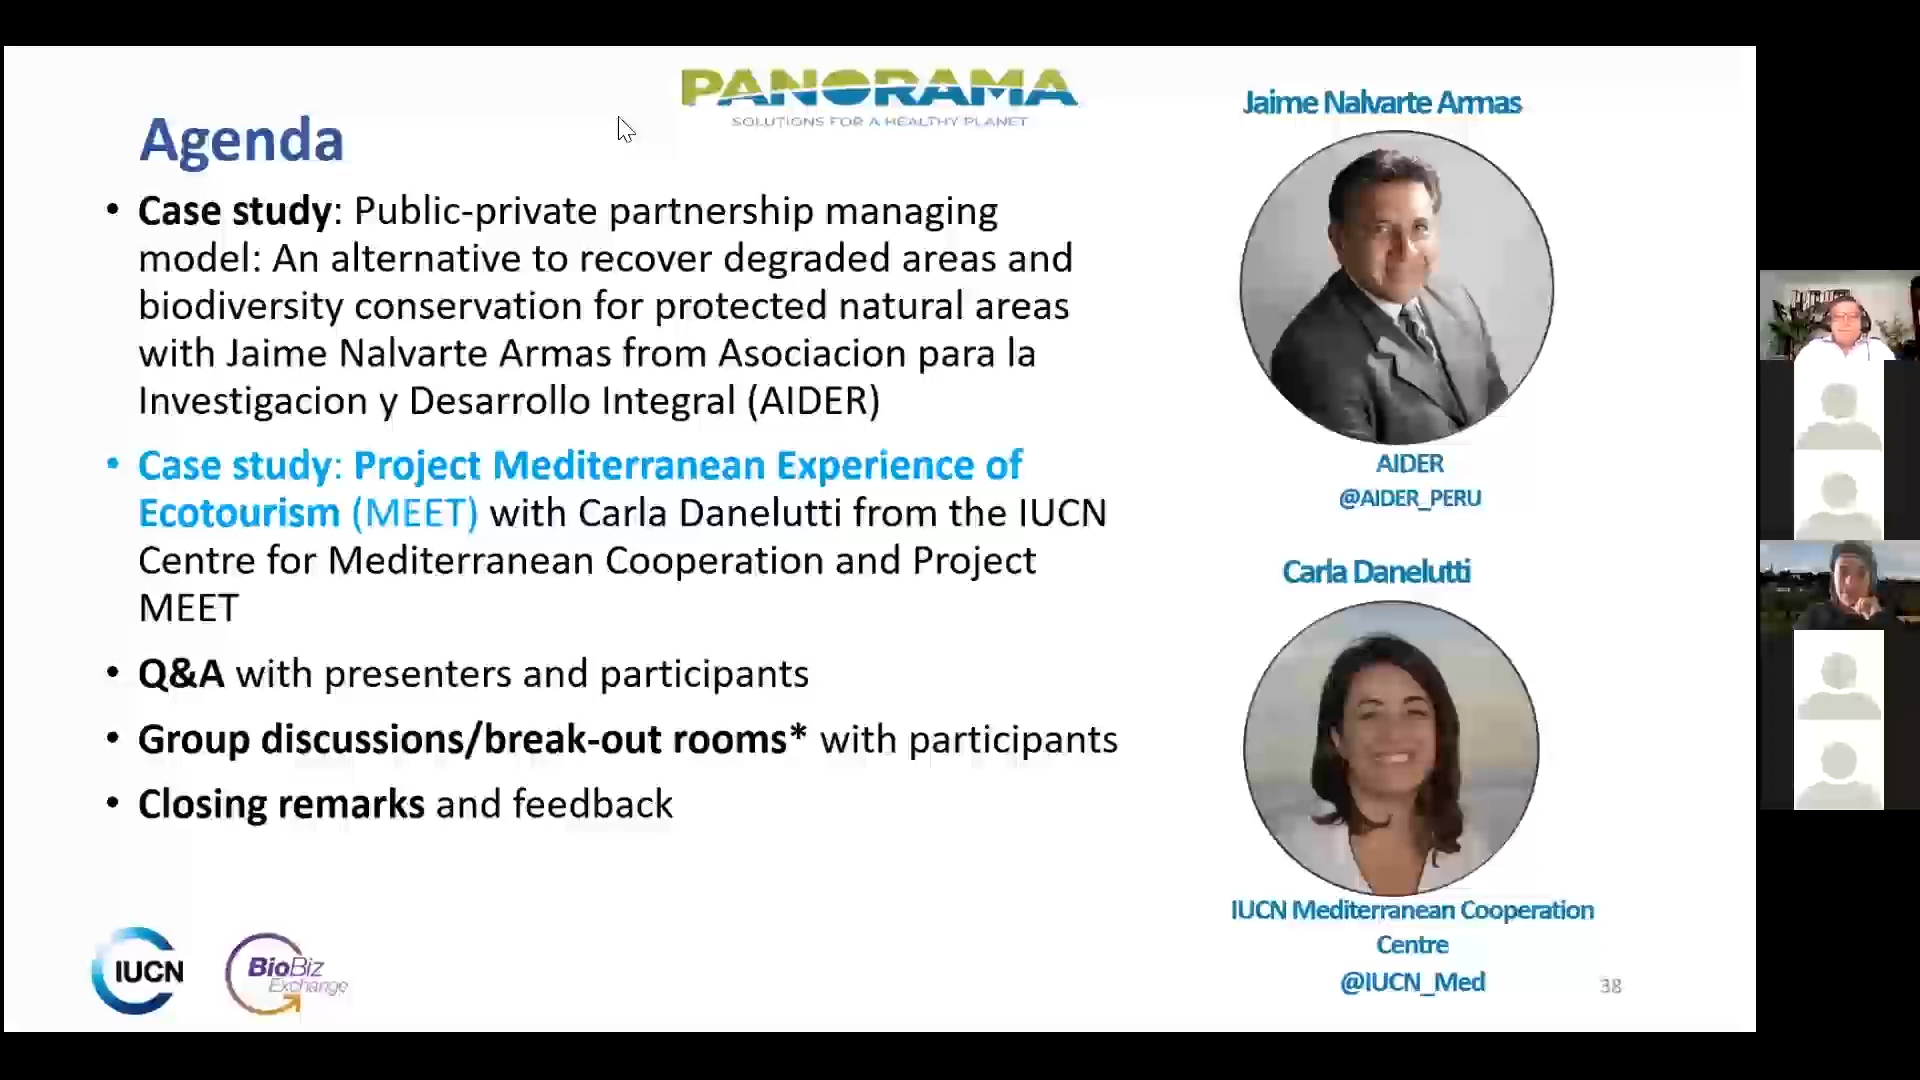 PANORAMA
SOLUTIONS FOR A HEALTHY PLANET
Agenda
• Case study: Public-private partnership managing
model: An alternative to recover degraded areas and
biodiversity conservation for protected natural areas
with Jaime Nalvarte Armas from Asociacion para la
Investigacion y Desarrollo Integral (AIDER)
• Case study: Project Mediterranean Experience of
Ecotourism (MEET) with Carla Danelutti from the IUCN
Centre for Mediterranean Cooperation and Project
MEET
• Q&A with presenters and participants
• Group discussions/break-out rooms* with participants
• Closing remarks and feedback
Jaime Nalvarte Armas
AIDER
@AIDER_PERU
Carla Danelutti
IUCN Mediterranean Cooperation
Centre
@IUCN_Med
IUCN
BioBiz
Exchange
38